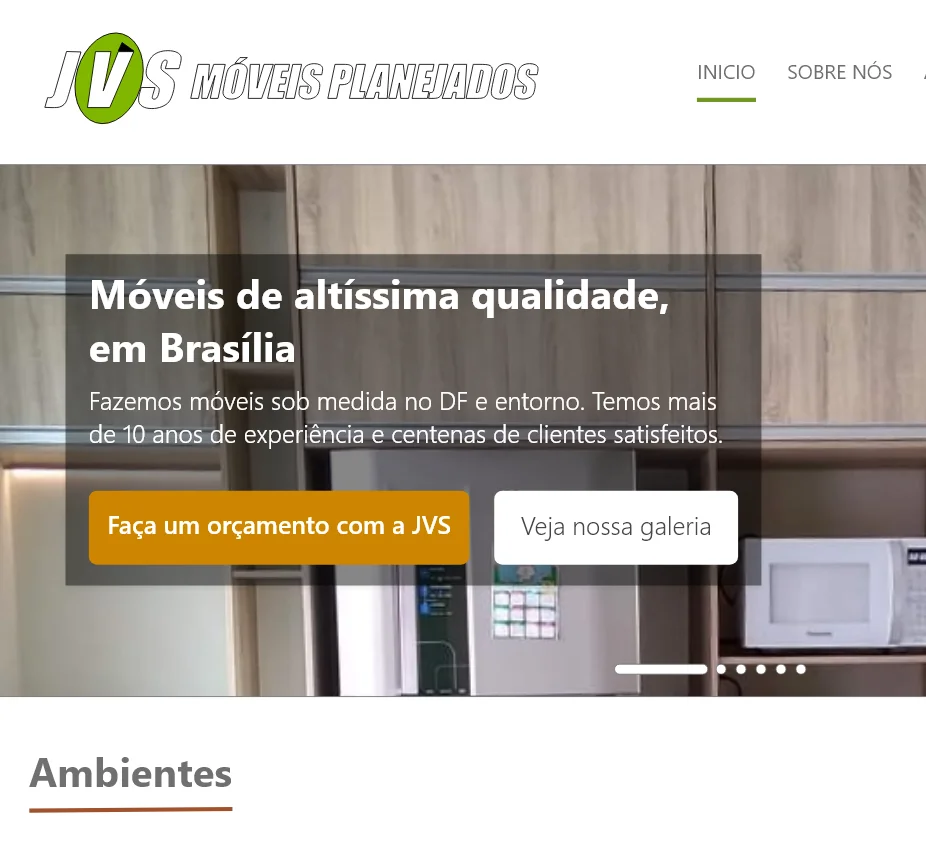 JVS MÓVEIS PLANEJADOS
INICIO
SOBRE NÓS
Móveis de altíssima qualidade,
em Brasília
Fazemos móveis sob medida no DF e entorno. Temos mais
de 10 anos de experiência e centenas de clientes satisfeitos.
Faça um orçamento com a JVS
Veja nossa galeria
Ambientes